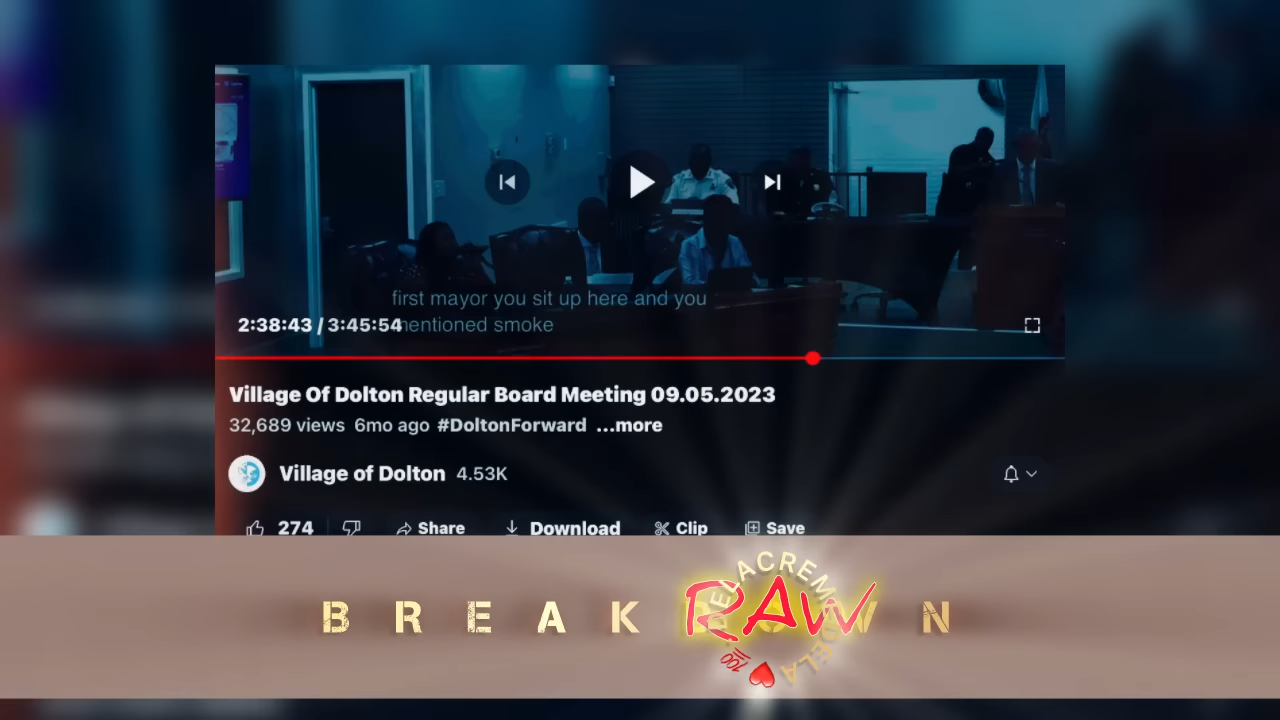 first mayor you sit up here and you
2:38:43 / 3:45:54 mentioned smoke
Village Of Dolton Regular Board Meeting 09.05.2023
32,689 views 6mo ago #DoltonForward ...more
Village of Dolton 4.53K
274 Share Download Clip Save
BREAKDOWN
RAW
100